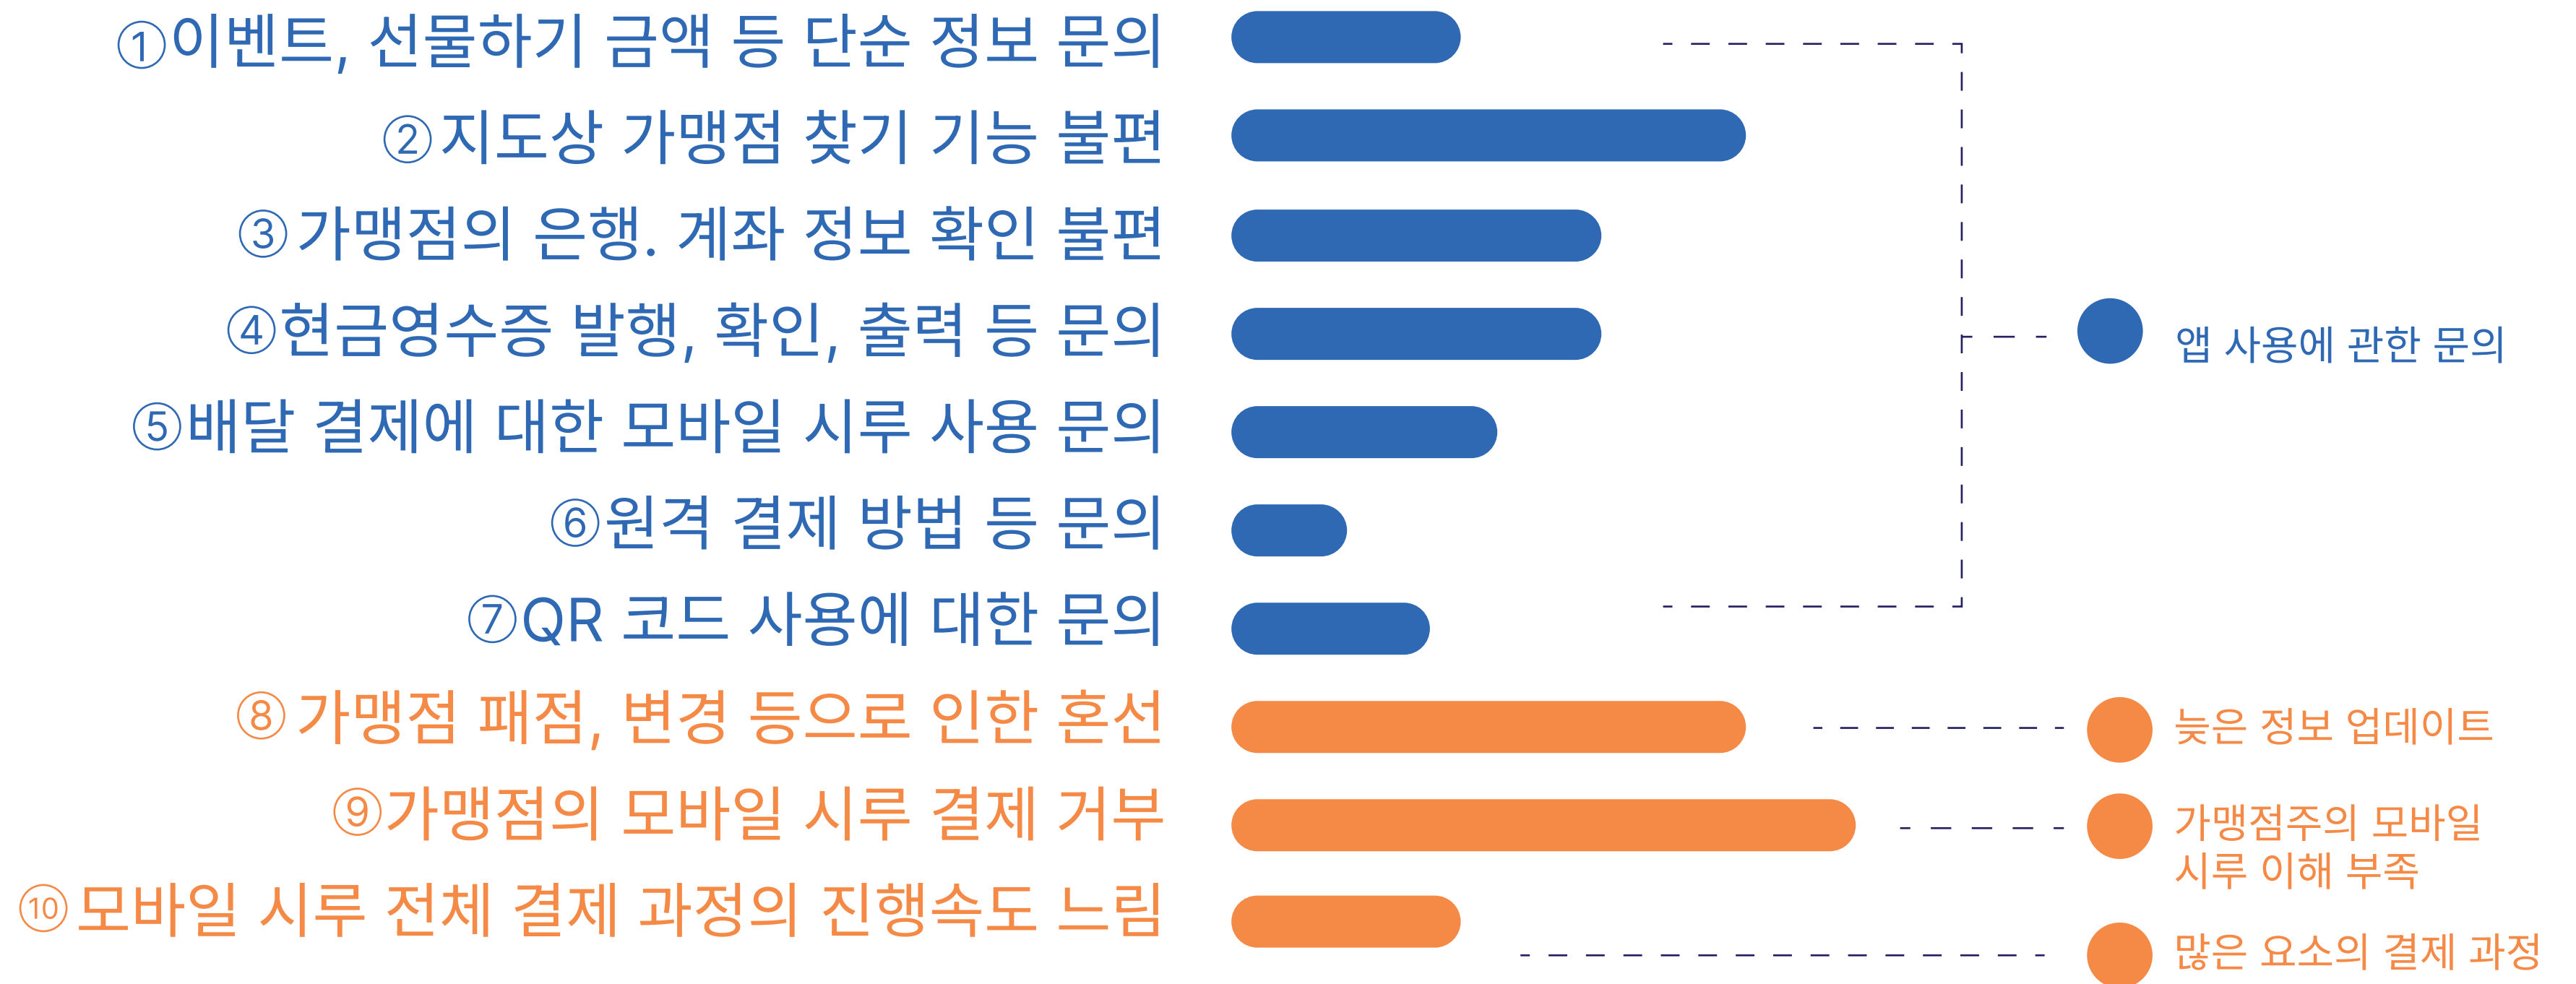 ①이벤트, 선물하기 금액 등 단순 정보 문의
②지도상 가맹점 찾기 기능 불편
③가맹점의 은행. 계좌 정보 확인 불편
④현금영수증 발행, 확인, 출력 등 문의
⑤배달 결제에 대한 모바일 시루 사용 문의
⑥원격 결제 방법 등 문의
⑦QR 코드 사용에 대한 문의
⑧가맹점 패점, 변경 등으로 인한 혼선
⑨가맹점의 모바일 시루 결제 거부
⑩모바일 시루 전체 결제 과정의 진행속도 느림
앱 사용에 관한 문의
늦은 정보 업데이트
가맹점주의 모바일
시루 이해 부족
많은 요소의 결제 과정